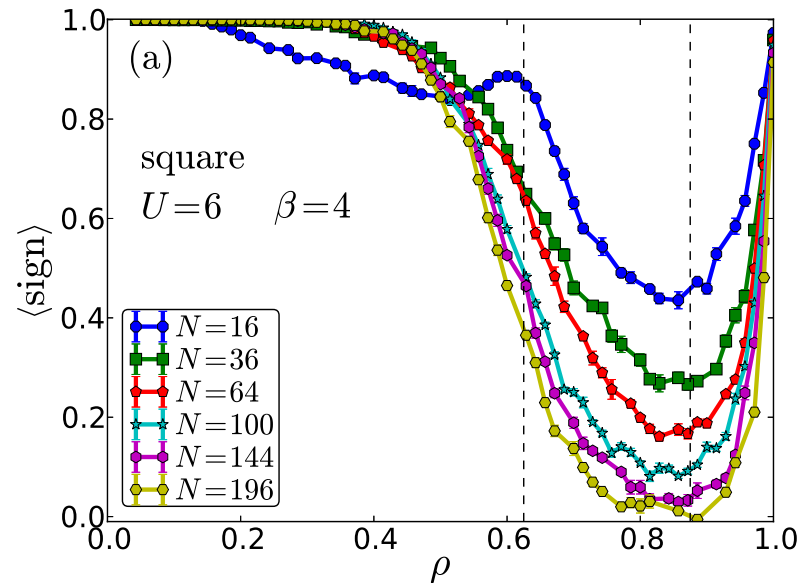 1.0
0.8
0.6
0.4
0.2
0.0
⟨sign⟩
(a)
square
U=6 β=4
N=16
N=36
N=64
N=100
N=144
N=196
0.0 0.2 0.4 0.6 0.8 1.0
ρ